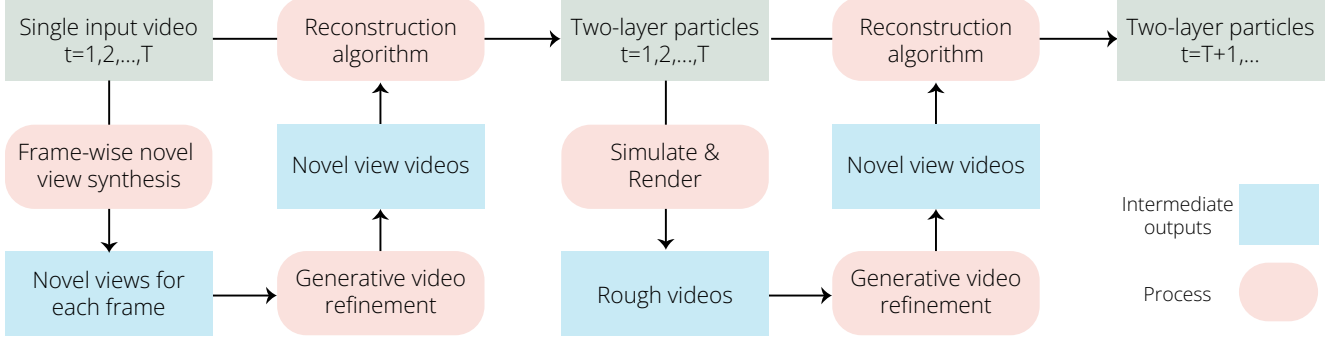 Single input video
t=1,2,...,T
Reconstruction
algorithm
Two-layer particles
t=1,2,...,T
Reconstruction
algorithm
Two-layer particles
t=T+1,...
Frame-wise novel
view synthesis
Novel view videos
Simulate &
Render
Novel view videos
Intermediate
outputs
Novel views for
each frame
Generative video
refinement
Rough videos
Generative video
refinement
Process